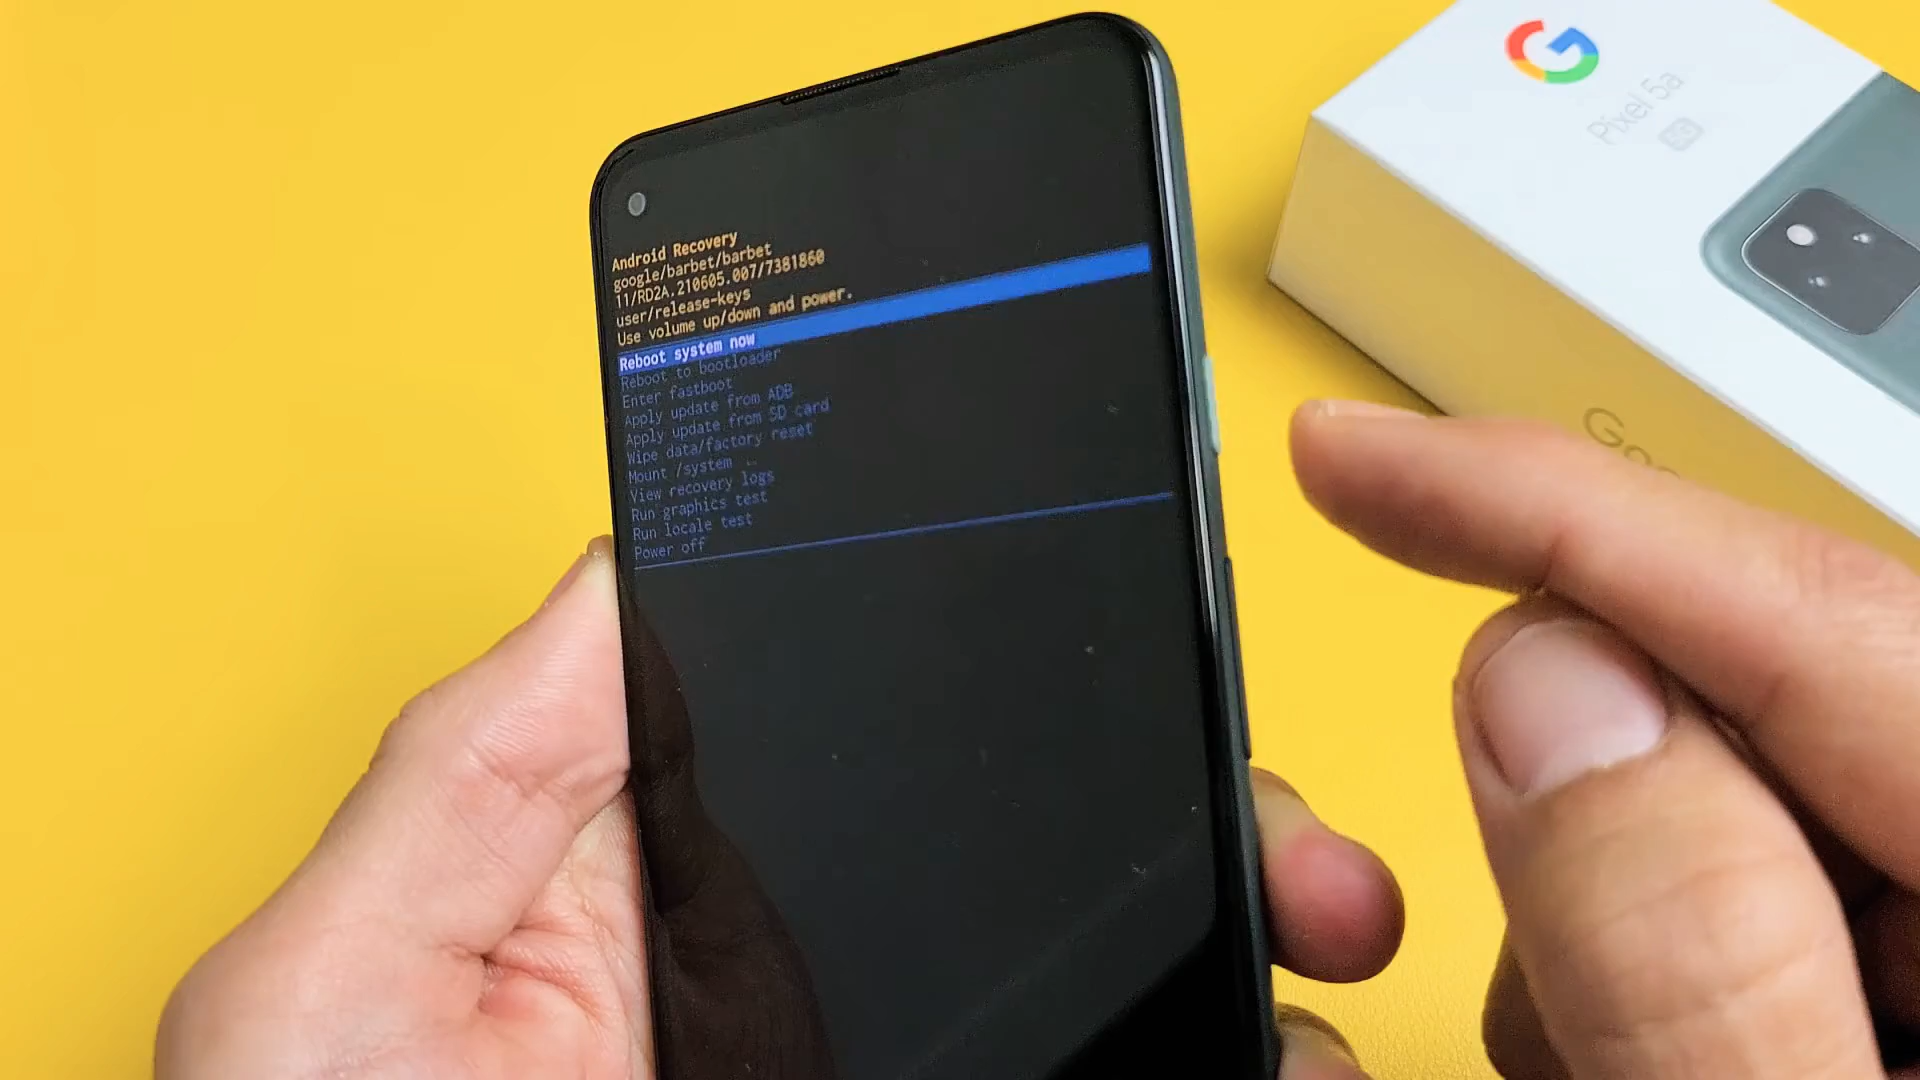 Android Recovery
google/barbet/barbet
11/RD2A.210605.007/7381860
user/release-keys
Use volume up/down and power.
Reboot system now
Reboot to bootloader
Enter fastboot
Apply update from ADB
Apply update from SD card
Wipe data/factory reset
Mount /system
View recovery logs
Run graphics test
Run locale test
Power off
G
Pixel 5a
5G